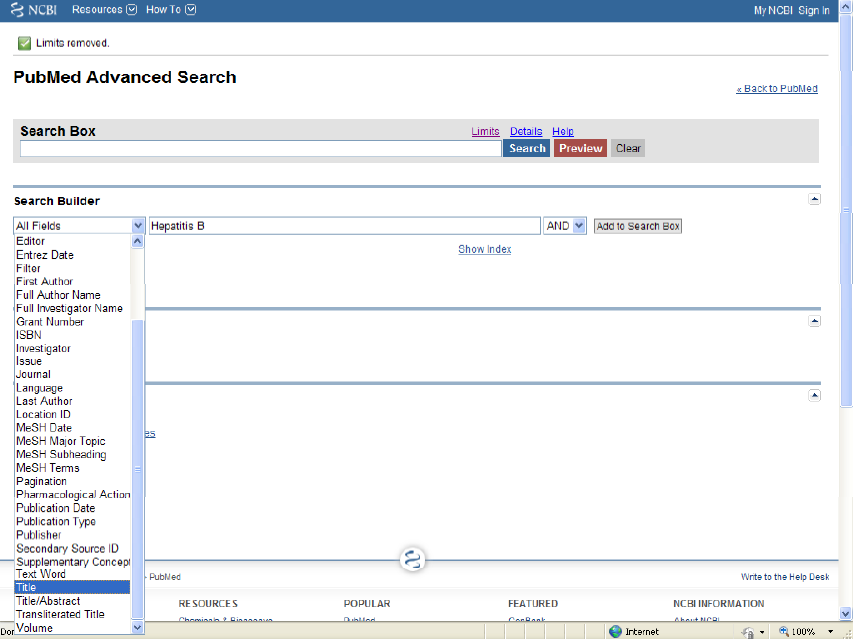 NCBI Resources How To My NCBI Sign In
Limits removed.
PubMed Advanced Search
« Back to PubMed
Search Box Limits Details Help
Search Preview Clear
Search Builder
All Fields Hepatitis B AND Add to Search Box
Show Index
Editor
Entrez Date
Filter
First Author
Full Author Name
Full Investigator Name
Grant Number
ISBN
Investigator
Issue
Journal
Language
Last Author
Location ID
MeSH Date
MeSH Major Topic
MeSH Subheading
MeSH Terms
Pagination
Pharmacological Action
Publication Date
Publication Type
Publisher
Secondary Source ID
Supplementary Concept
Text Word
Title
Title/Abstract
Transliterated Title
Volume
es
PubMed Write to the Help Desk
RESOURCES POPULAR FEATURED NCBI INFORMATION
Chemicals & Bioassays PubMed GenBank About NCBI
Don Internet 100%